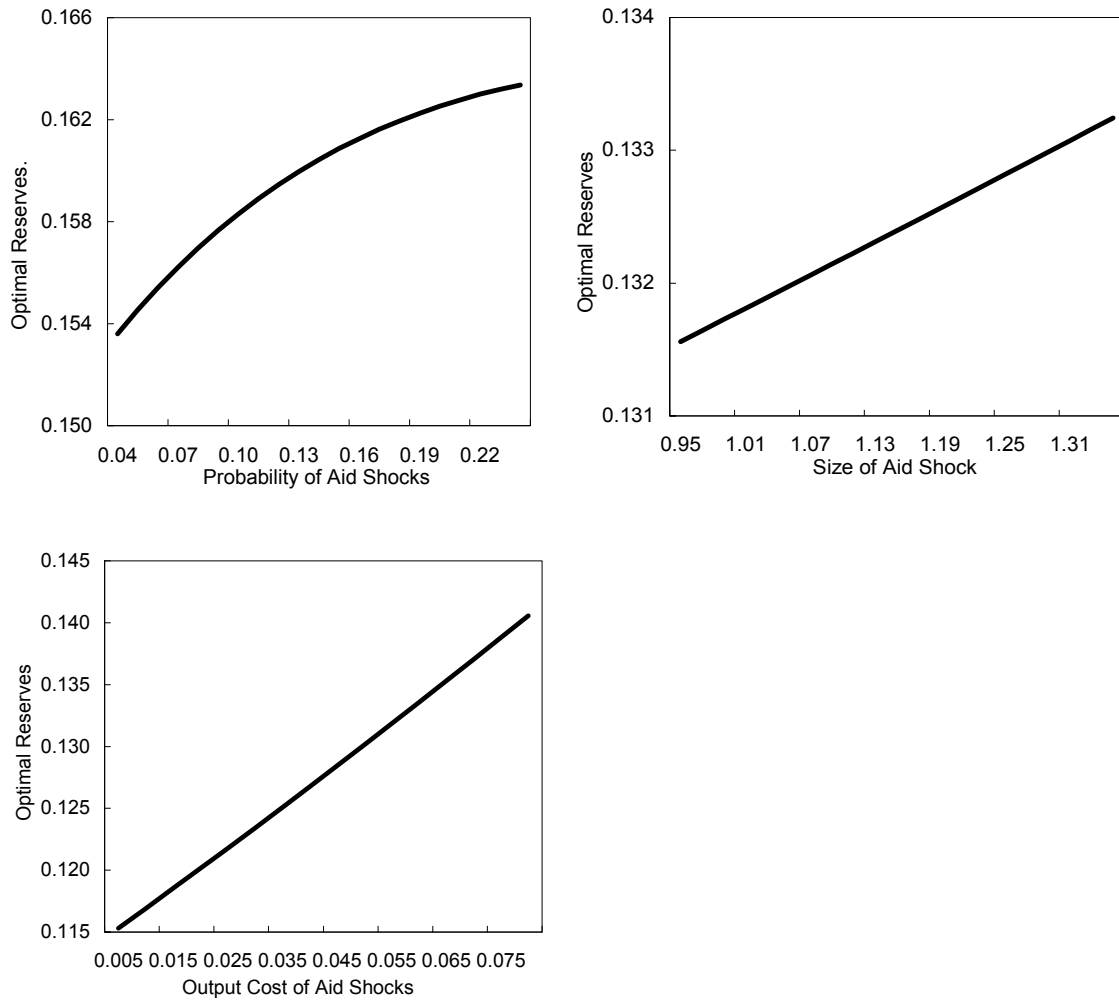 0.166
0.162
0.158
0.154
0.150
Optimal Reserves.
0.04 0.07 0.10 0.13 0.16 0.19 0.22
Probability of Aid Shocks
0.134
0.133
0.132
0.131
Optimal Reserves
0.95 1.01 1.07 1.13 1.19 1.25 1.31
Size of Aid Shock
0.145
0.140
0.135
0.130
0.125
0.120
0.115
Optimal Reserves
0.005 0.015 0.025 0.035 0.045 0.055 0.065 0.075
Output Cost of Aid Shocks